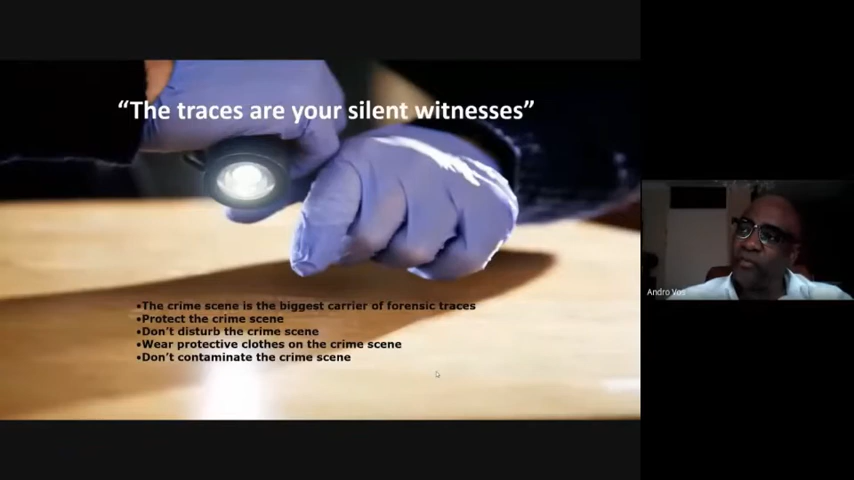 “The traces are your silent witnesses”
•The crime scene is the biggest carrier of forensic traces
•Protect the crime scene
•Don’t disturb the crime scene
•Wear protective clothes on the crime scene
•Don’t contaminate the crime scene
Andro Vos